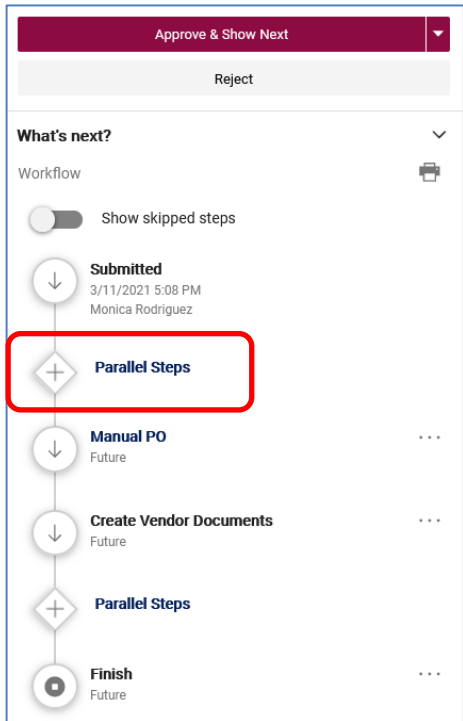 Approve & Show Next
Reject
What's next?
Workflow
Show skipped steps
Submitted
3/11/2021 5:08 PM
Monica Rodriguez
Parallel Steps
Manual PO
Future
Create Vendor Documents
Future
Parallel Steps
Finish
Future